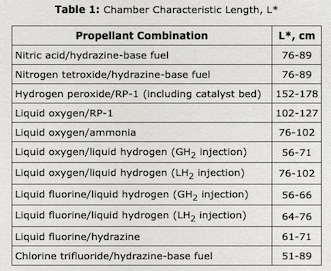 Table 1: Chamber Characteristic Length, L*
Propellant Combination L*, cm
Nitric acid/hydrazine-base fuel 76-89
Nitrogen tetroxide/hydrazine-base fuel 76-89
Hydrogen peroxide/RP-1 (including catalyst bed) 152-178
Liquid oxygen/RP-1 102-127
Liquid oxygen/ammonia 76-102
Liquid oxygen/liquid hydrogen (GH₂ injection) 56-71
Liquid oxygen/liquid hydrogen (LH₂ injection) 76-102
Liquid fluorine/liquid hydrogen (GH₂ injection) 56-66
Liquid fluorine/liquid hydrogen (LH₂ injection) 64-76
Liquid fluorine/hydrazine 61-71
Chlorine trifluoride/hydrazine-base fuel 51-89